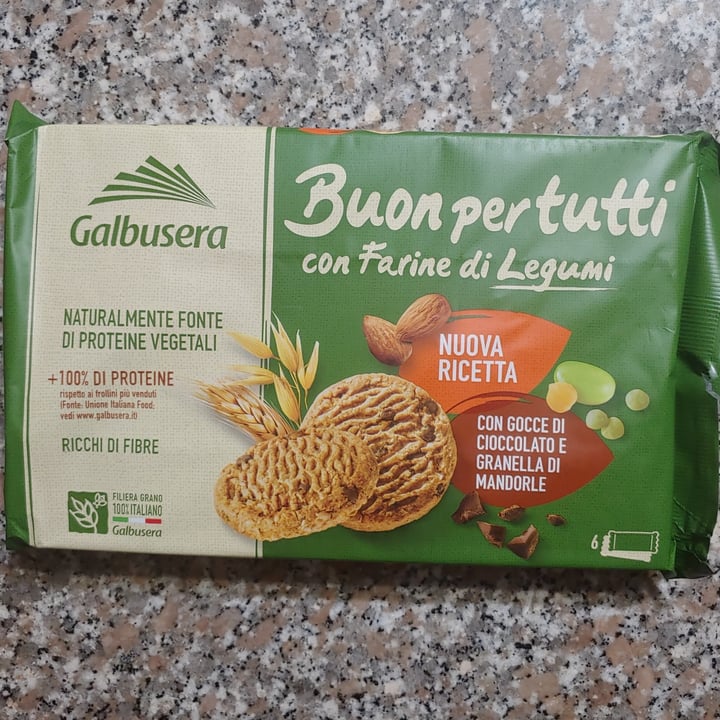 Galbusera
NATURALMENTE FONTE
DI PROTEINE VEGETALI
+100% DI PROTEINE
rispetto ai frollini più venduti
(Fonte: Unione Italiana Food;
vedi www.galbusera.it)
RICCHI DI FIBRE
FILIERA GRANO
100% ITALIANO
Galbusera
Buon per tutti
con Farine di Legumi
NUOVA
RICETTA
CON GOCCE DI
CIOCCOLATO E
GRANELLA DI
MANDORLE
6